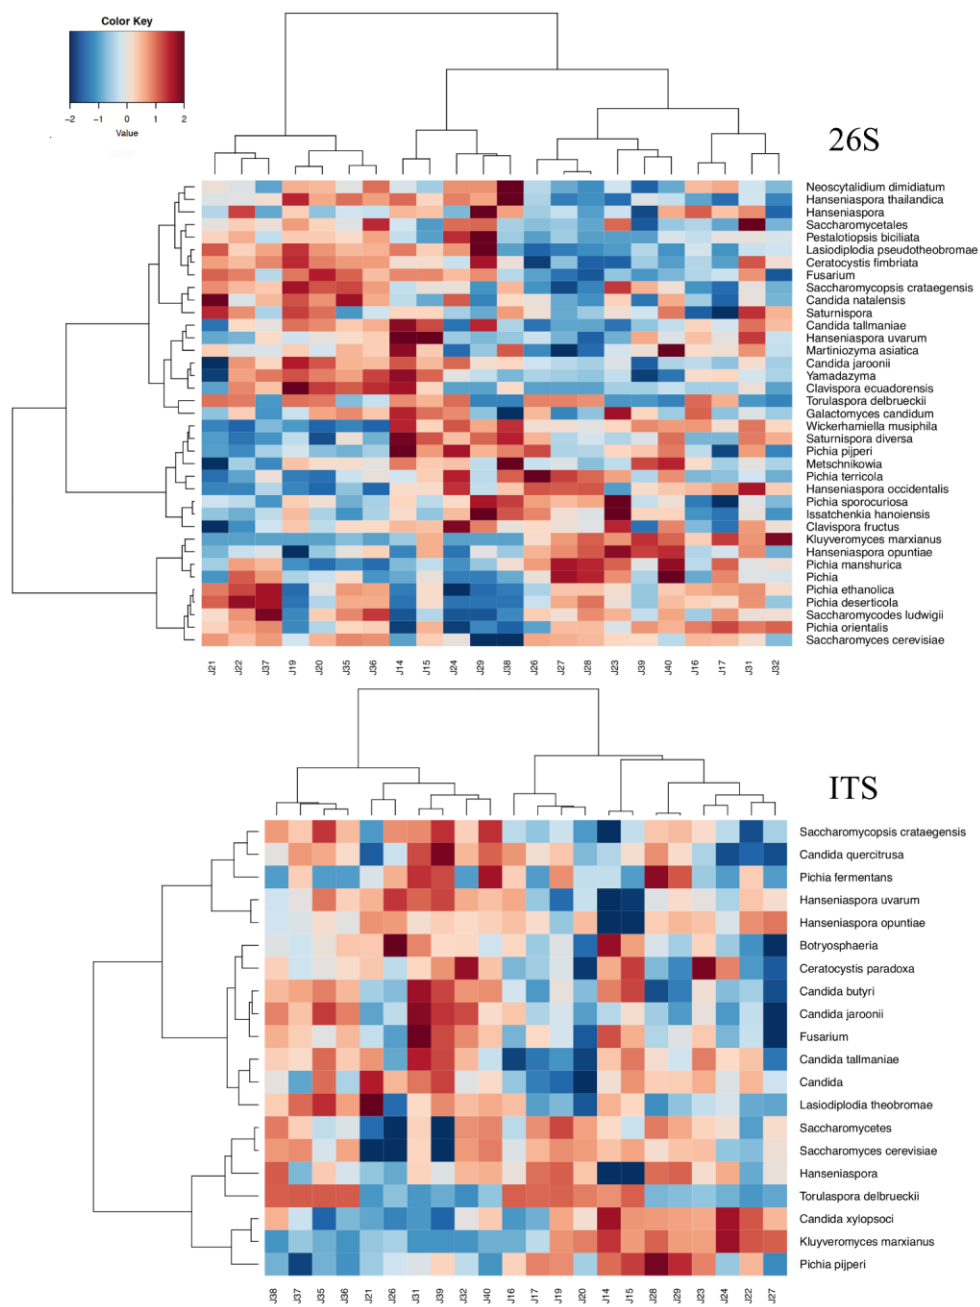 Color Key
−2 −1 0 1 2
Value
26S
Neoscytalidium dimidiatum
Hanseniaspora thailandica
Hanseniaspora
Saccharomycetales
Pestalotiopsis biciliata
Lasiodiplodia pseudotheobromae
Ceratocystis fimbriata
Fusarium
Saccharomycopsis crataegensis
Candida natalensis
Saturnispora
Candida tallmaniae
Hanseniaspora uvarum
Martiniozyma asiatica
Candida jaroonii
Yamadazyma
Clavispora ecuadorensis
Torulaspora delbrueckii
Galactomyces candidum
Wickerhamiella musiphila
Saturnispora diversa
Pichia pijperi
Metschnikowia
Pichia terricola
Hanseniaspora occidentalis
Pichia sporocuriosa
Issatchenkia hanoiensis
Clavispora fructus
Kluyveromyces marxianus
Hanseniaspora opuntiae
Pichia manshurica
Pichia
Pichia ethanolica
Pichia deserticola
Saccharomycodes ludwigii
Pichia orientalis
Saccharomyces cerevisiae
J21 J22 J37 J19 J20 J35 J36 J14 J15 J24 J29 J38 J26 J27 J28 J23 J39 J40 J16 J17 J31 J32
ITS
Saccharomycopsis crataegensis
Candida quercitrusa
Pichia fermentans
Hanseniaspora uvarum
Hanseniaspora opuntiae
Botryosphaeria
Ceratocystis paradoxa
Candida butyri
Candida jaroonii
Fusarium
Candida tallmaniae
Candida
Lasiodiplodia theobromae
Saccharomycetes
Saccharomyces cerevisiae
Hanseniaspora
Torulaspora delbrueckii
Candida xylopsoci
Kluyveromyces marxianus
Pichia pijperi
J38 J37 J35 J36 J21 J26 J31 J39 J32 J40 J16 J17 J19 J20 J14 J15 J28 J29 J23 J24 J22 J27